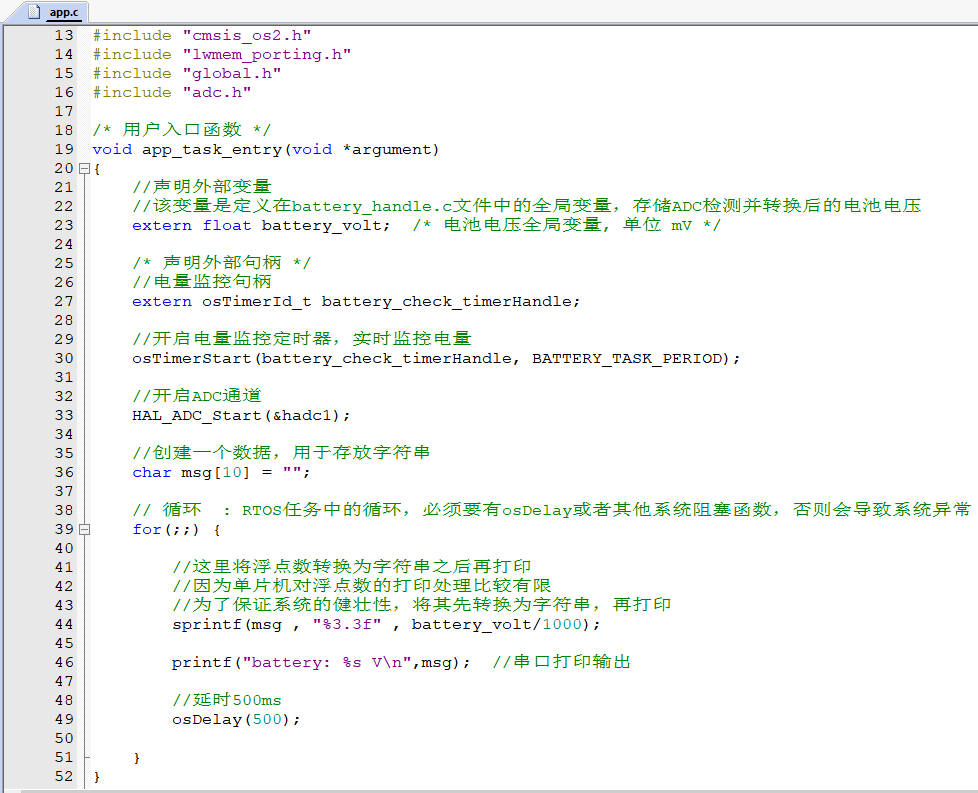 app.c
13 #include "cmsis_os2.h"
14 #include "lwmem_porting.h"
15 #include "global.h"
16 #include "adc.h"
17
18 /* 用户入口函数 */
19 void app_task_entry(void *argument)
20 {
21     //声明外部变量
22     //该变量是定义在battery_handle.c文件中的全局变量，存储ADC检测并转换后的电池电压
23     extern float battery_volt;  /* 电池电压全局变量, 单位 mV */
24
25     /* 声明外部句柄 */
26     //电量监控句柄
27     extern osTimerId_t battery_check_timerHandle;
28
29     //开启电量监控定时器，实时监控电量
30     osTimerStart(battery_check_timerHandle, BATTERY_TASK_PERIOD);
31
32     //开启ADC通道
33     HAL_ADC_Start(&hadc1);
34
35     //创建一个数据，用于存放字符串
36     char msg[10] = "";
37
38     // 循环  : RTOS任务中的循环，必须要有osDelay或者其他系统阻塞函数，否则会导致系统异常
39     for(;;) {
40
41         //这里将浮点数转换为字符串之后再打印
42         //因为单片机对浮点数的打印处理比较有限
43         //为了保证系统的健壮性，将其先转换为字符串，再打印
44         sprintf(msg , "%3.3f" , battery_volt/1000);
45
46         printf("battery: %s V\n",msg);  //串口打印输出
47
48         //延时500ms
49         osDelay(500);
50
51     }
52 }